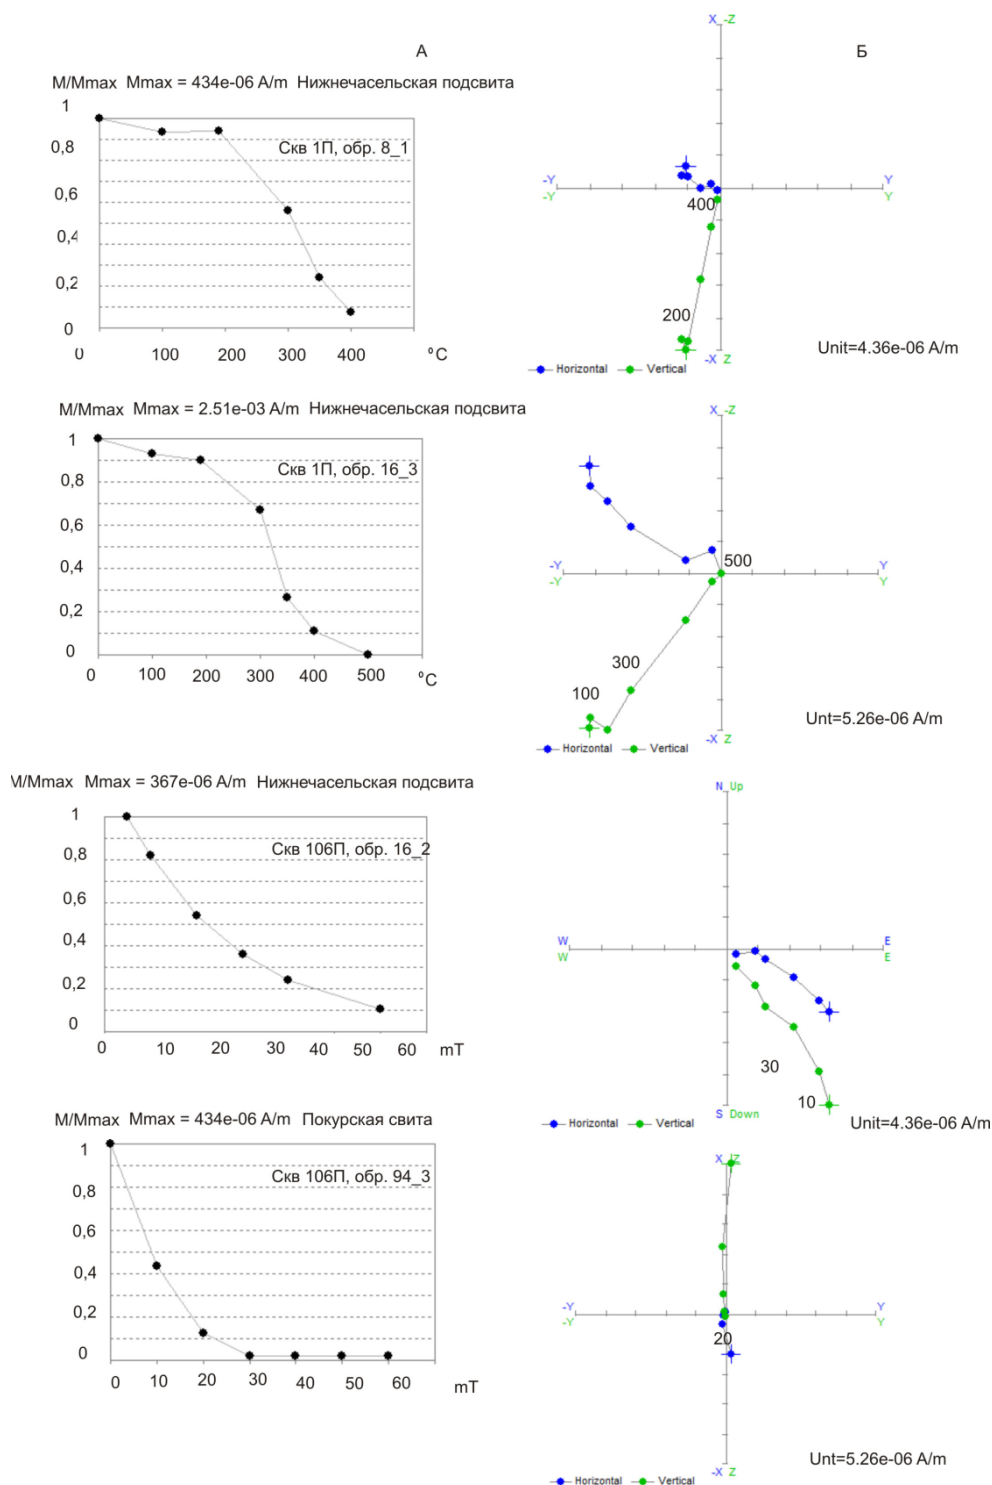 А
Б
M/Mmax Mmax = 434e-06 A/m Нижнечасельская подсвита
Скв 1П, обр. 8_1
1
0,8
0,6
0,4
0,2
0
0 100 200 300 400 ºC
X -Z
-Y Y
-Y Y
400
200
-X Z
Unit=4.36e-06 A/m
Horizontal Vertical
M/Mmax Mmax = 2.51e-03 A/m Нижнечасельская подсвита
Скв 1П, обр. 16_3
1
0,8
0,6
0,4
0,2
0
0 100 200 300 400 500 ºC
X -Z
500
-Y Y
-Y Y
300
100
-X Z
Unt=5.26e-06 A/m
Horizontal Vertical
M/Mmax Mmax = 367e-06 A/m Нижнечасельская подсвита
Скв 106П, обр. 16_2
1
0,8
0,6
0,4
0,2
0
0 10 20 30 40 50 60 mT
N Up
W E
W E
30
10
S Down
Unit=4.36e-06 A/m
Horizontal Vertical
M/Mmax Mmax = 434e-06 A/m Покурская свита
Скв 106П, обр. 94_3
1
0,8
0,6
0,4
0,2
0
0 10 20 30 40 50 60 mT
X -Z
-Y Y
-Y Y
20
-X Z
Unt=5.26e-06 A/m
Horizontal Vertical